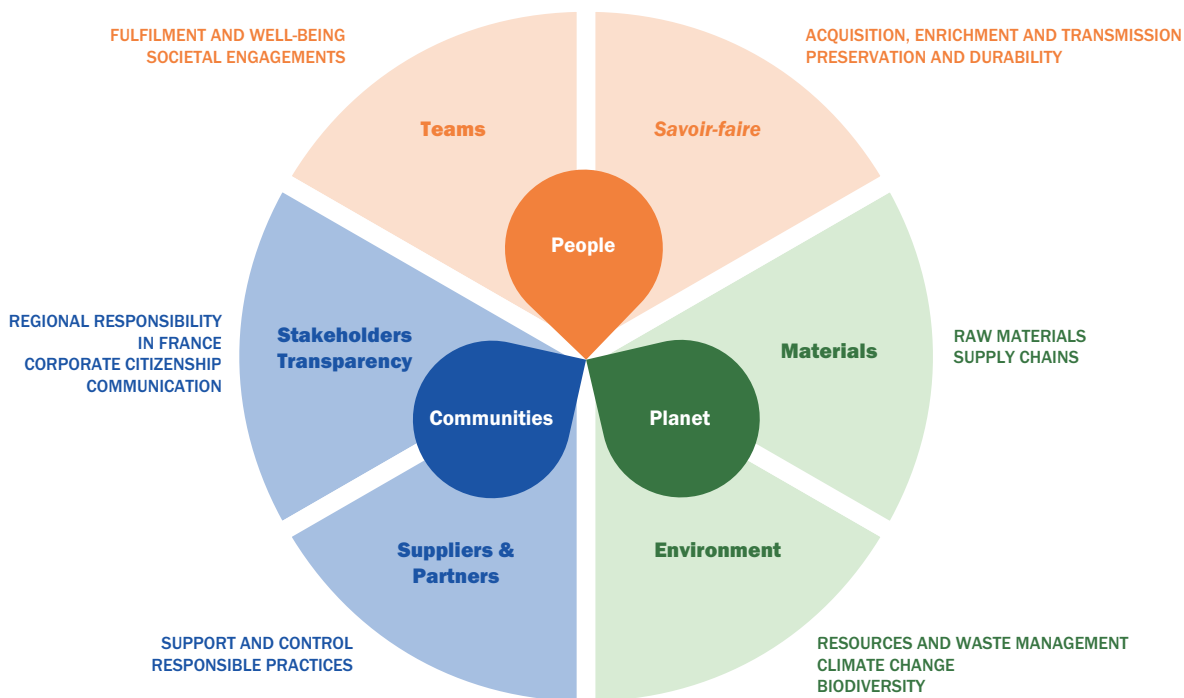 FULFILMENT AND WELL-BEING
SOCIETAL ENGAGEMENTS
ACQUISITION, ENRICHMENT AND TRANSMISSION
PRESERVATION AND DURABILITY
Teams
Savoir-faire
People
REGIONAL RESPONSIBILITY
IN FRANCE
CORPORATE CITIZENSHIP
COMMUNICATION
Stakeholders
Transparency
Materials
RAW MATERIALS
SUPPLY CHAINS
Communities
Planet
Suppliers &
Partners
Environment
SUPPORT AND CONTROL
RESPONSIBLE PRACTICES
RESOURCES AND WASTE MANAGEMENT
CLIMATE CHANGE
BIODIVERSITY